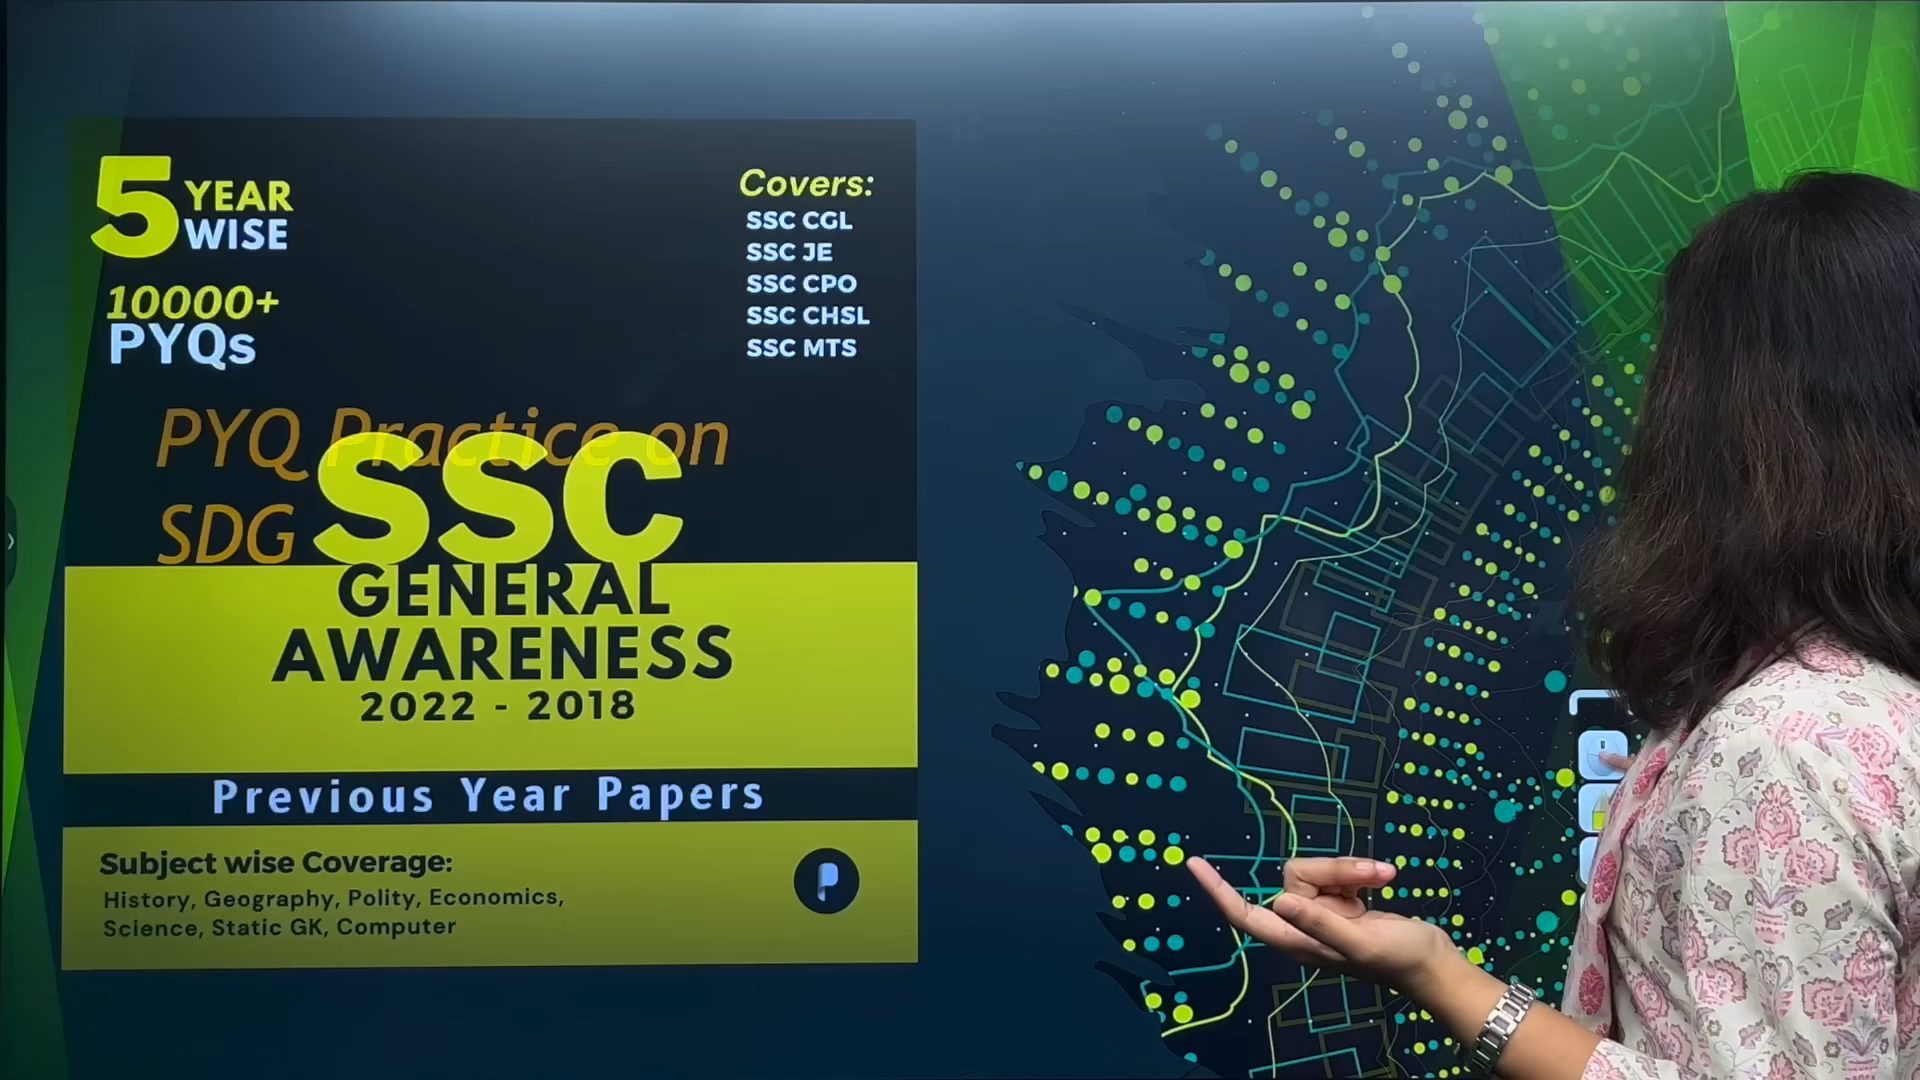 5 YEAR
WISE
10000+
PYQs
Covers:
SSC CGL
SSC JE
SSC CPO
SSC CHSL
SSC MTS
PYQ Practice on
SDG
SSC
GENERAL
AWARENESS
2022 - 2018
Previous Year Papers
Subject wise Coverage:
History, Geography, Polity, Economics,
Science, Static GK, Computer